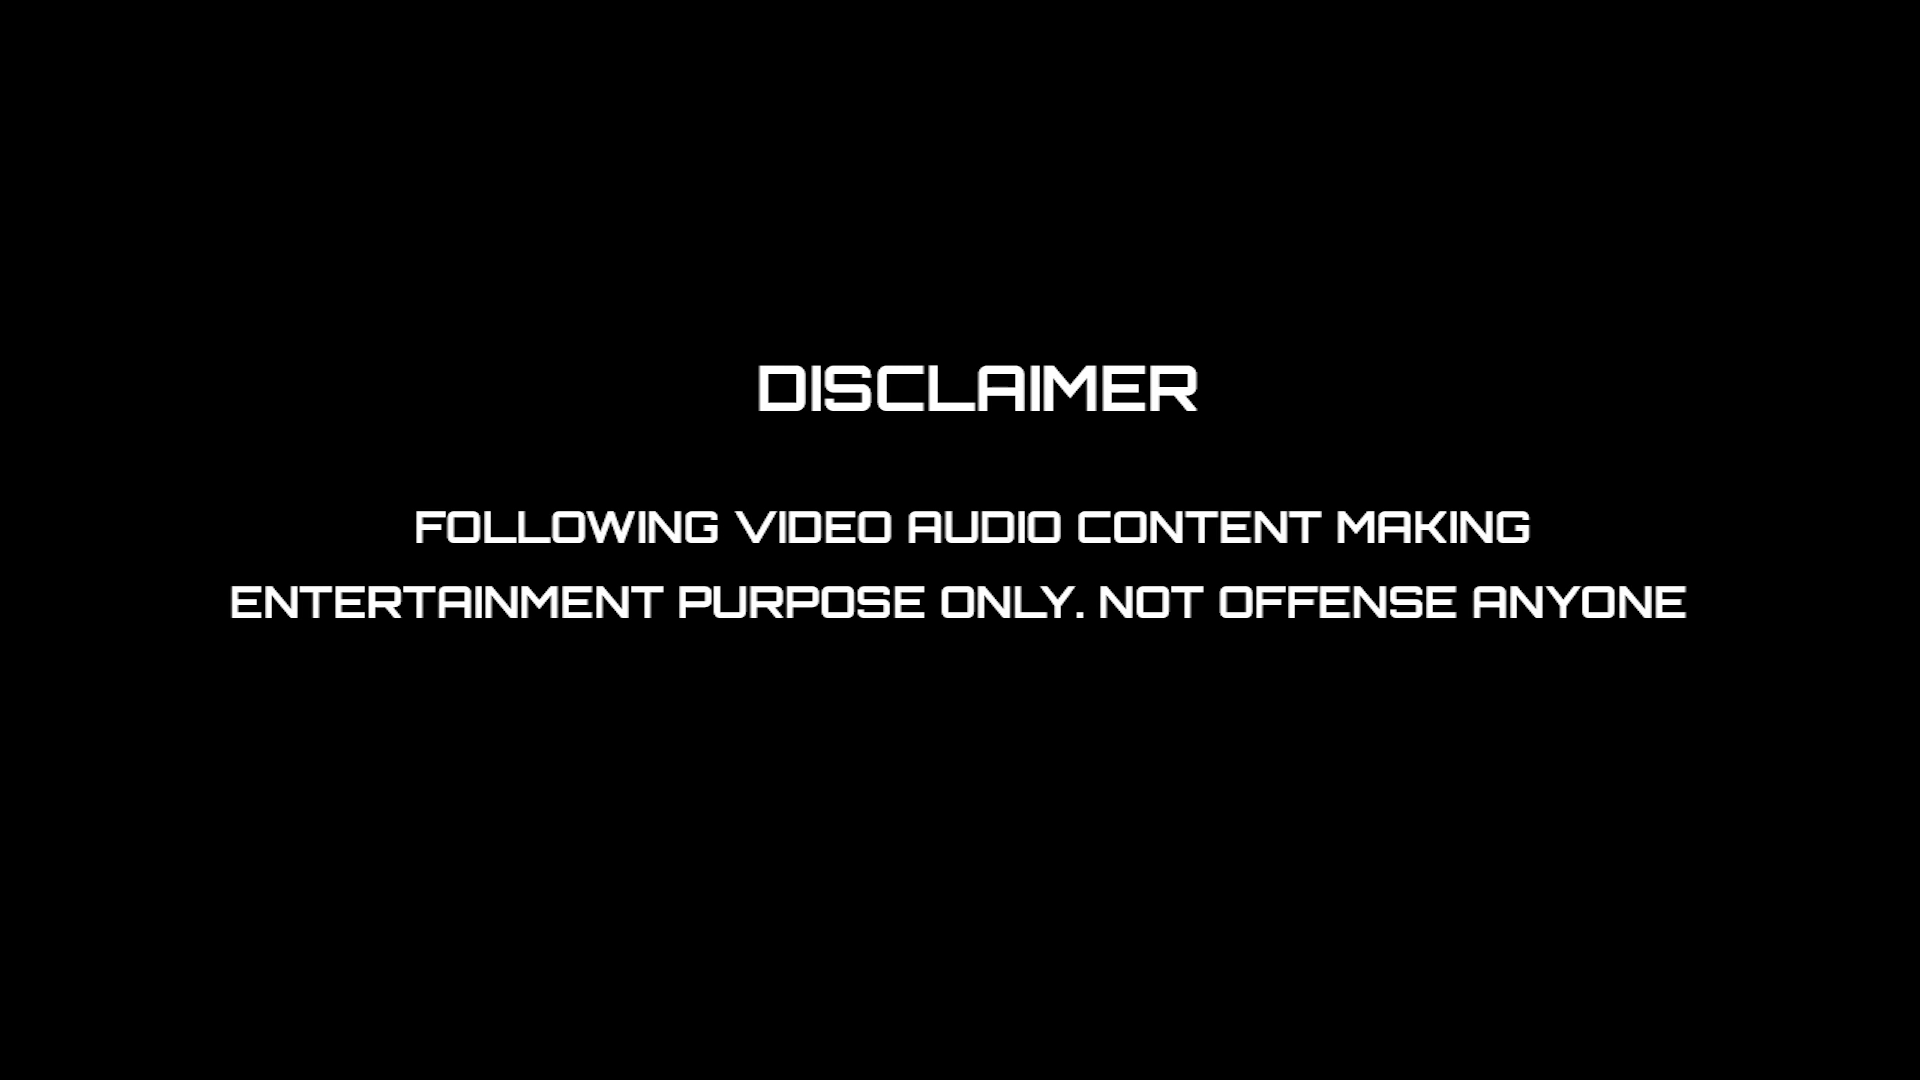 DISCLAIMER
FOLLOWING VIDEO AUDIO CONTENT MAKING
ENTERTAINMENT PURPOSE ONLY. NOT OFFENSE ANYONE